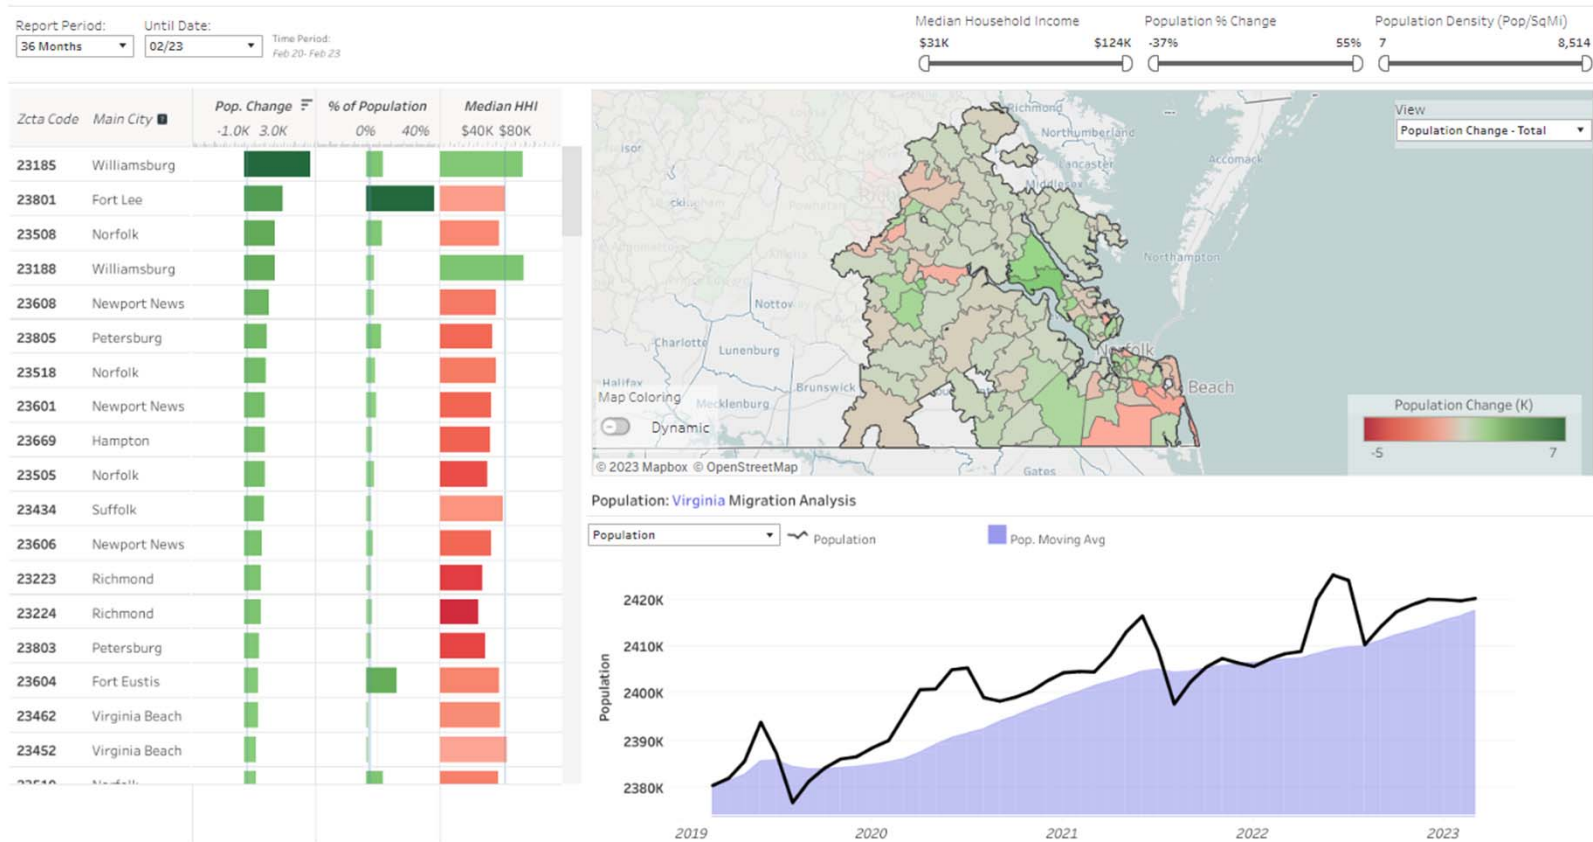 Report Period:
Until Date:
36 Months
02/23
Time Period:
Feb 20- Feb 23
Median Household Income
$31K
$124K
Population % Change
-37%
55%
Population Density (Pop/SqMi)
7
8,514
Zcta Code
Main City
Pop. Change
-1.0K 3.0K
% of Population
0% 40%
Median HHI
$40K $80K
23185 Williamsburg
23801 Fort Lee
23508 Norfolk
23188 Williamsburg
23608 Newport News
23805 Petersburg
23518 Norfolk
23601 Newport News
23669 Hampton
23505 Norfolk
23434 Suffolk
23606 Newport News
23223 Richmond
23224 Richmond
23803 Petersburg
23604 Fort Eustis
23462 Virginia Beach
23452 Virginia Beach
Richmond
Northumberland
Lancaster
Middlesex
Accomack
Northampton
Nottoway
Charlotte
Lunenburg
Halifax
Brunswick
Mecklenburg
Norfolk
Beach
Gates
View
Population Change - Total
Map Coloring
Dynamic
© 2023 Mapbox © OpenStreetMap
Population Change (K)
-5
7
Population: Virginia Migration Analysis
Population
Population
Pop. Moving Avg
Population
2420K
2410K
2400K
2390K
2380K
2019
2020
2021
2022
2023